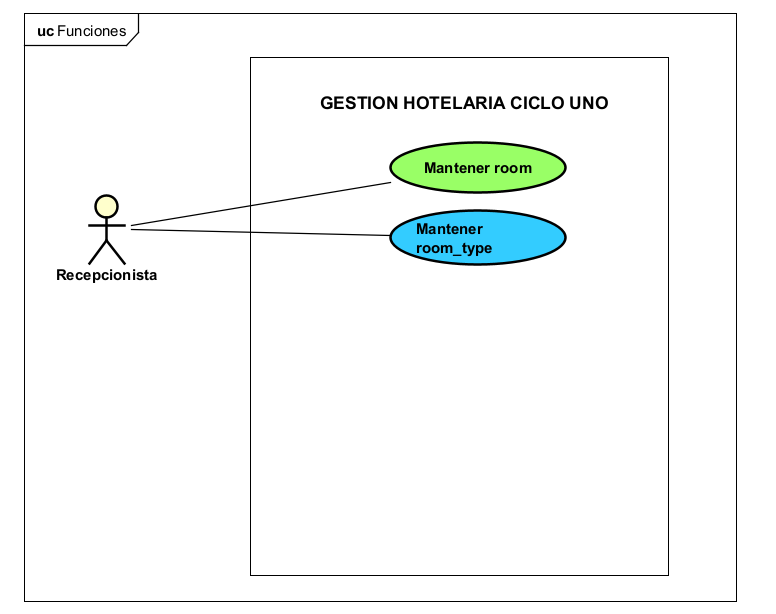 uc Funciones
GESTION HOTELARIA CICLO UNO
Mantener room
Mantener
room_type
Recepcionista